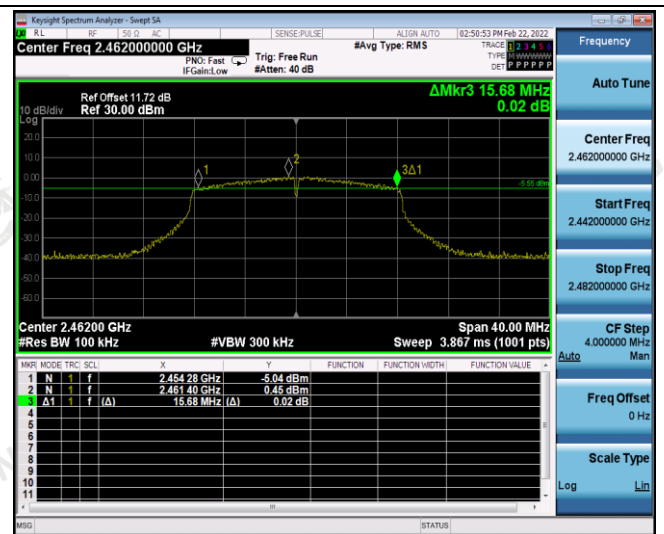 Keysight Spectrum Analyzer - Swept SA
RL RF 50 Ω AC SENSE:PULSE ALIGN AUTO 02:50:53 PM Feb 22, 2022
Center Freq 2.462000000 GHz
PNO: Fast
IFGain:Low
Trig: Free Run
#Atten: 40 dB
#Avg Type: RMS
TRACE 1 2 3 4 5 6
TYPE M WWWWW
DET P P P P P P
ΔMkr3 15.68 MHz
0.02 dB
Ref Offset 11.72 dB
10 dB/div Ref 30.00 dBm
Log
20.0
10.0
0.00
-10.0
-20.0
-30.0
-40.0
-50.0
-60.0
1
2
3Δ1
-5.55 dBm
Center 2.46200 GHz Span 40.00 MHz
#Res BW 100 kHz #VBW 300 kHz Sweep 3.867 ms (1001 pts)
MKR MODE TRC SCL X Y FUNCTION FUNCTION WIDTH FUNCTION VALUE
1 N 1 f 2.454 28 GHz -5.04 dBm
2 N 1 f 2.461 40 GHz 0.45 dBm
3 Δ1 1 f (Δ) 15.68 MHz (Δ) 0.02 dB
4
5
6
7
8
9
10
11
MSG STATUS
Frequency
Auto Tune
Center Freq
2.462000000 GHz
Start Freq
2.442000000 GHz
Stop Freq
2.482000000 GHz
CF Step
4.000000 MHz
Auto Man
Freq Offset
0 Hz
Scale Type
Log Lin